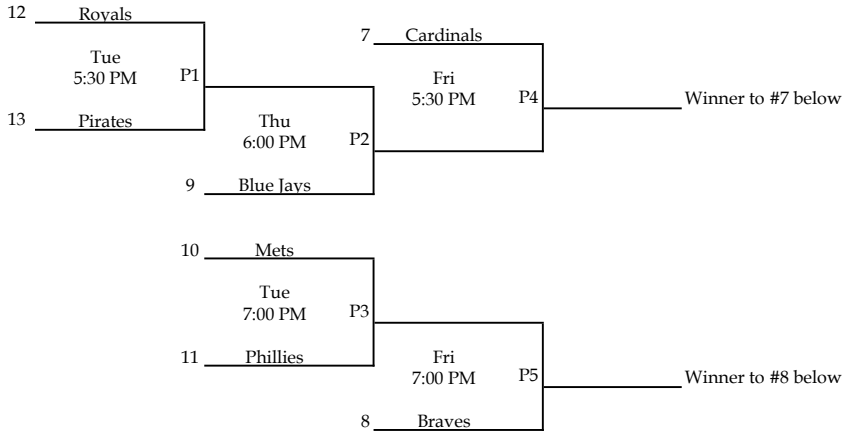 12 Royals
7 Cardinals
Tue
5:30 PM P1
Fri
5:30 PM P4
Winner to #7 below
13 Pirates
Thu
6:00 PM P2
9 Blue Jays
10 Mets
Tue
7:00 PM P3
11 Phillies
Fri
7:00 PM P5
Winner to #8 below
8 Braves